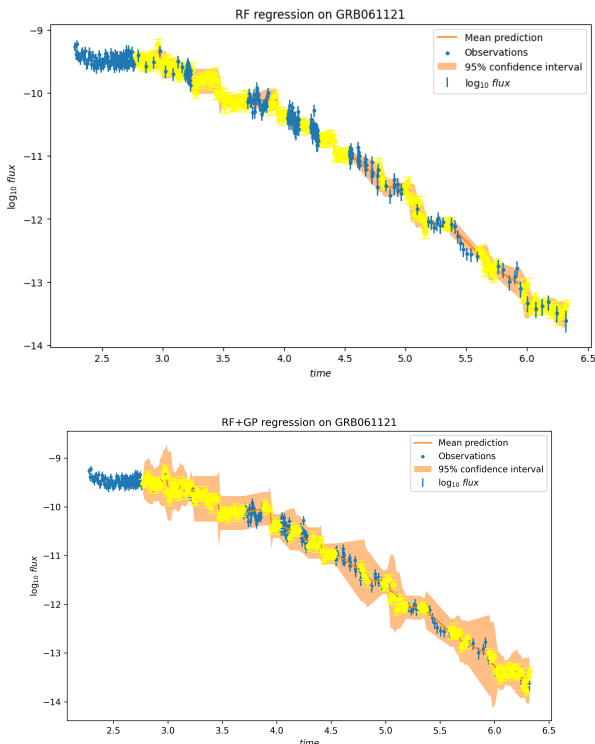 RF regression on GRB061121
−9
−10
−11
−12
−13
−14
log₁₀ flux
Mean prediction
Observations
95% confidence interval
log₁₀ flux
2.5 3.0 3.5 4.0 4.5 5.0 5.5 6.0 6.5
time
RF+GP regression on GRB061121
−9
−10
−11
−12
−13
−14
log₁₀ flux
Mean prediction
Observations
95% confidence interval
log₁₀ flux
2.5 3.0 3.5 4.0 4.5 5.0 5.5 6.0 6.5
time